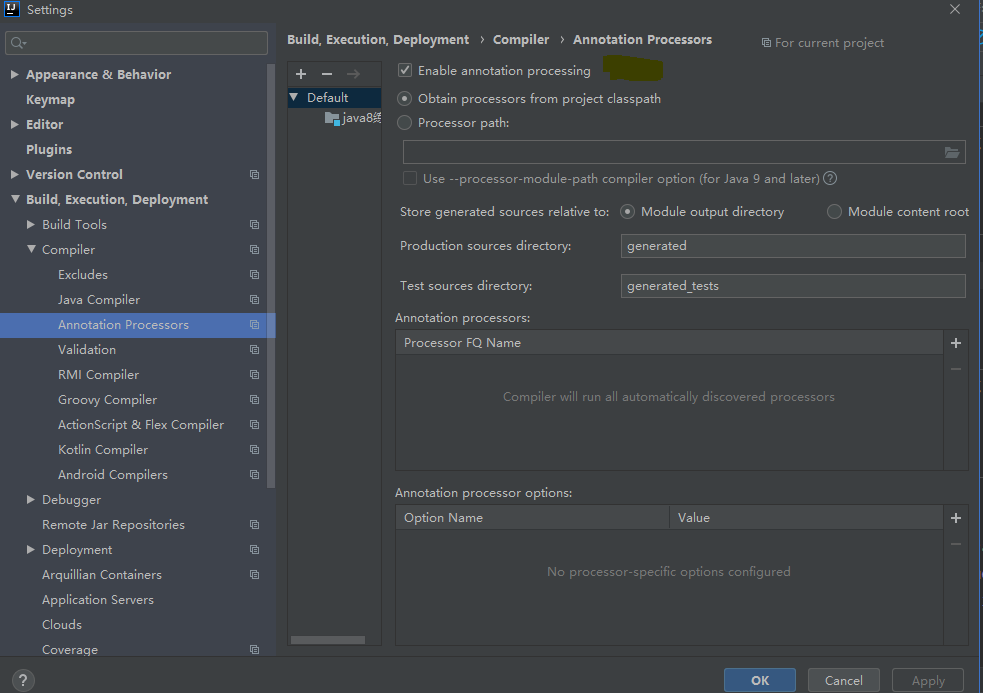 IJ
Settings
Appearance & Behavior
Keymap
Editor
Plugins
Version Control
Build, Execution, Deployment
Build Tools
Compiler
Excludes
Java Compiler
Annotation Processors
Validation
RMI Compiler
Groovy Compiler
ActionScript & Flex Compiler
Kotlin Compiler
Android Compilers
Debugger
Remote Jar Repositories
Deployment
Arquillian Containers
Application Servers
Clouds
Coverage
?
Build, Execution, Deployment › Compiler › Annotation Processors
For current project
Default
java8
Enable annotation processing
Obtain processors from project classpath
Processor path:
Use --processor-module-path compiler option (for Java 9 and later) ?
Store generated sources relative to: Module output directory Module content root
Production sources directory: generated
Test sources directory: generated_tests
Annotation processors:
Processor FQ Name
Compiler will run all automatically discovered processors
Annotation processor options:
Option Name Value
No processor-specific options configured
OK Cancel Apply